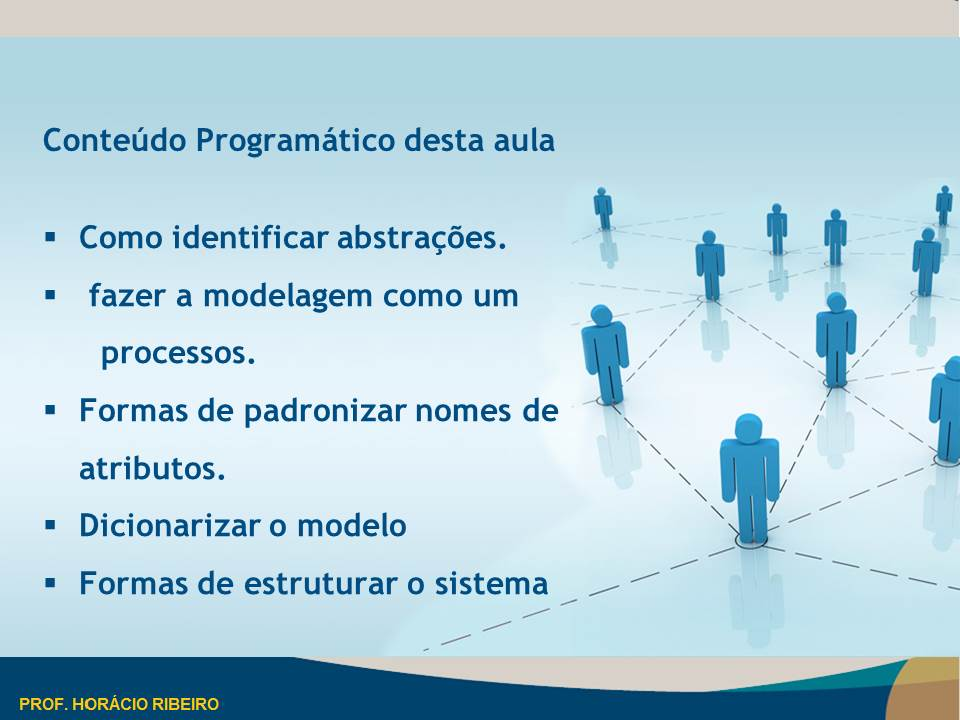 Conteúdo Programático desta aula
▪ Como identificar abstrações.
▪ fazer a modelagem como um
processos.
▪ Formas de padronizar nomes de
atributos.
▪ Dicionarizar o modelo
▪ Formas de estruturar o sistema
PROF. HORÁCIO RIBEIRO